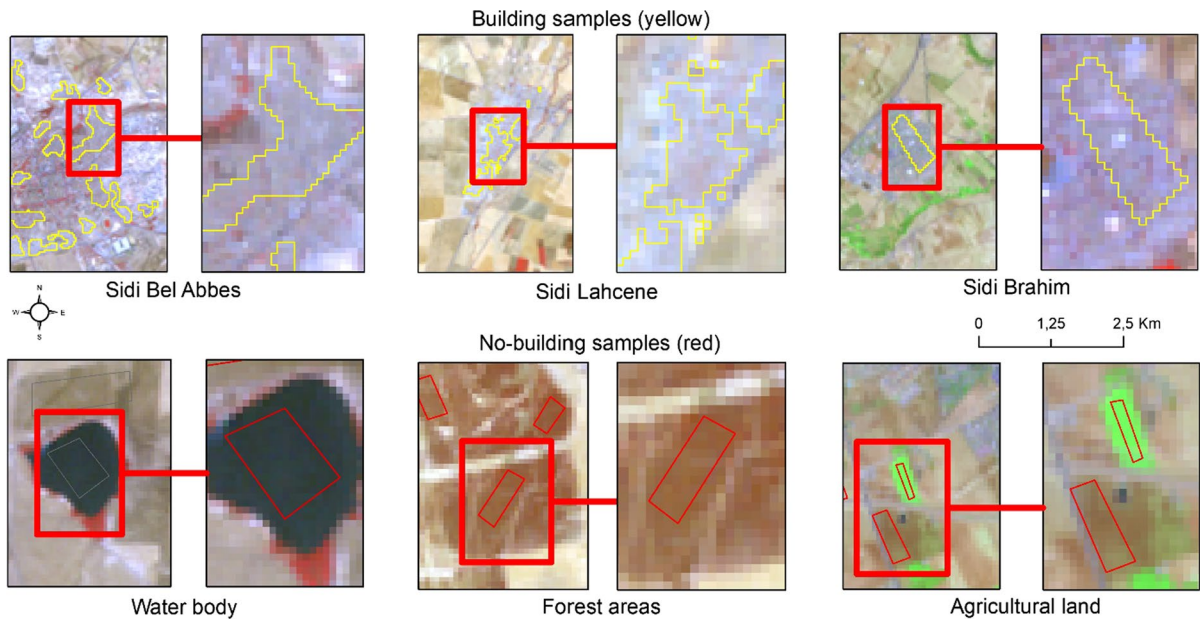 Building samples (yellow)
Sidi Bel Abbes
Sidi Lahcene
Sidi Brahim
N
W E
S
0 1,25 2,5 Km
No-building samples (red)
Water body
Forest areas
Agricultural land